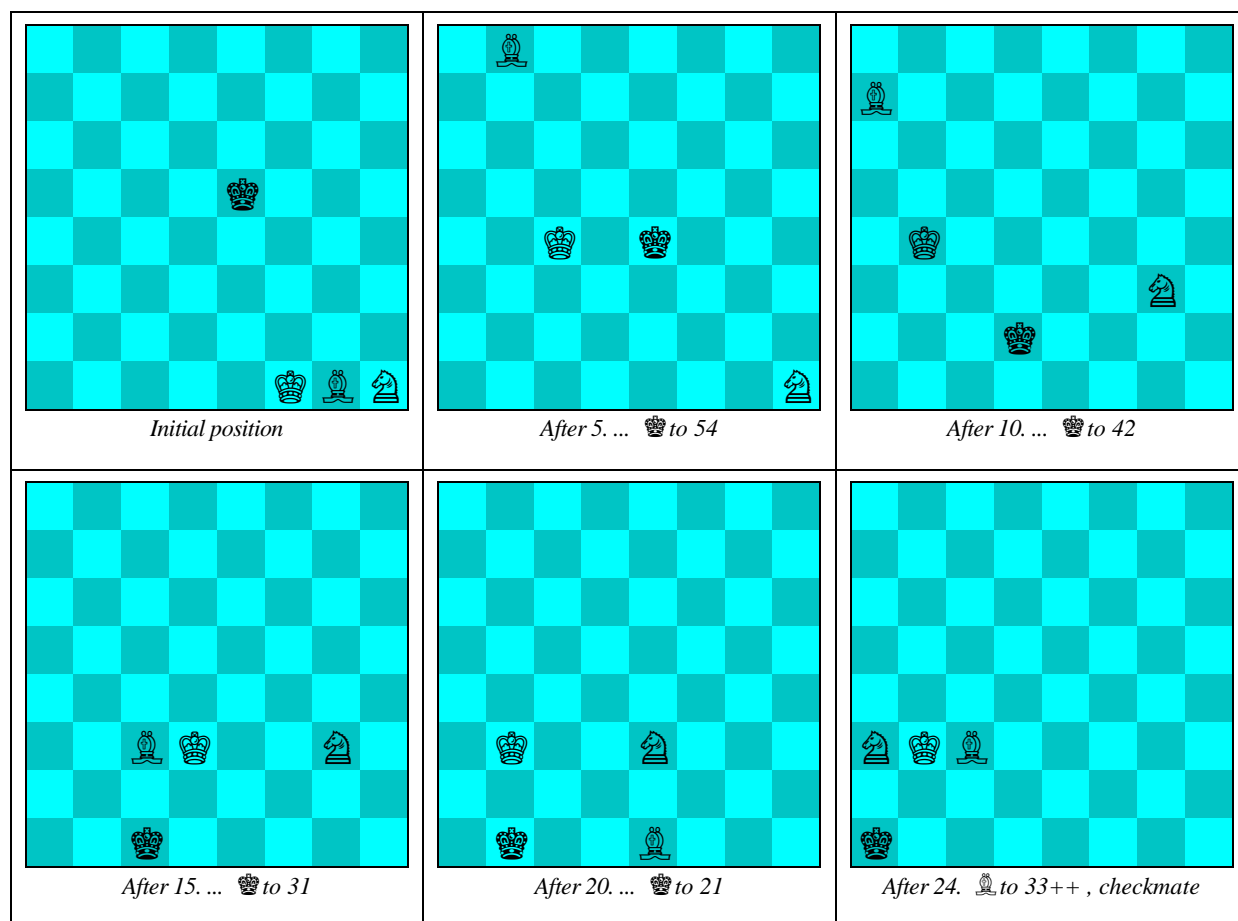 Initial position
After 5. ... ♚ to 54
After 10. ... ♚ to 42
After 15. ... ♚ to 31
After 20. ... ♚ to 21
After 24. ♗ to 33++ , checkmate